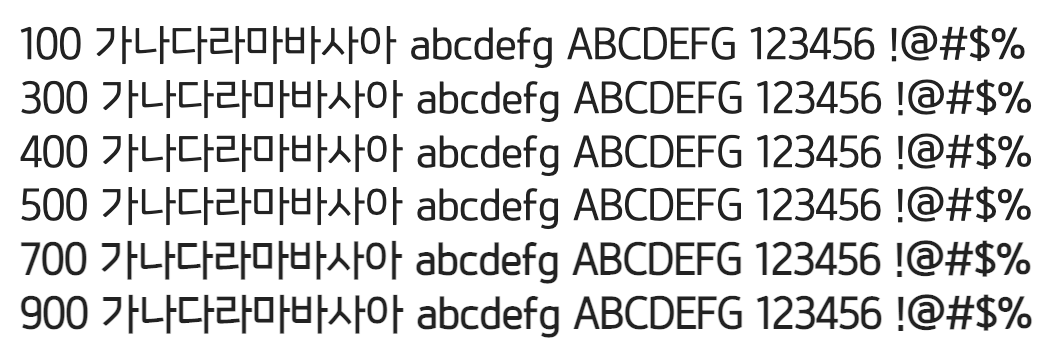 100 가나다라마바사아 abcdefg ABCDEFG 123456 !@#$%
300 가나다라마바사아 abcdefg ABCDEFG 123456 !@#$%
400 가나다라마바사아 abcdefg ABCDEFG 123456 !@#$%
500 가나다라마바사아 abcdefg ABCDEFG 123456 !@#$%
700 가나다라마바사아 abcdefg ABCDEFG 123456 !@#$%
900 가나다라마바사아 abcdefg ABCDEFG 123456 !@#$%